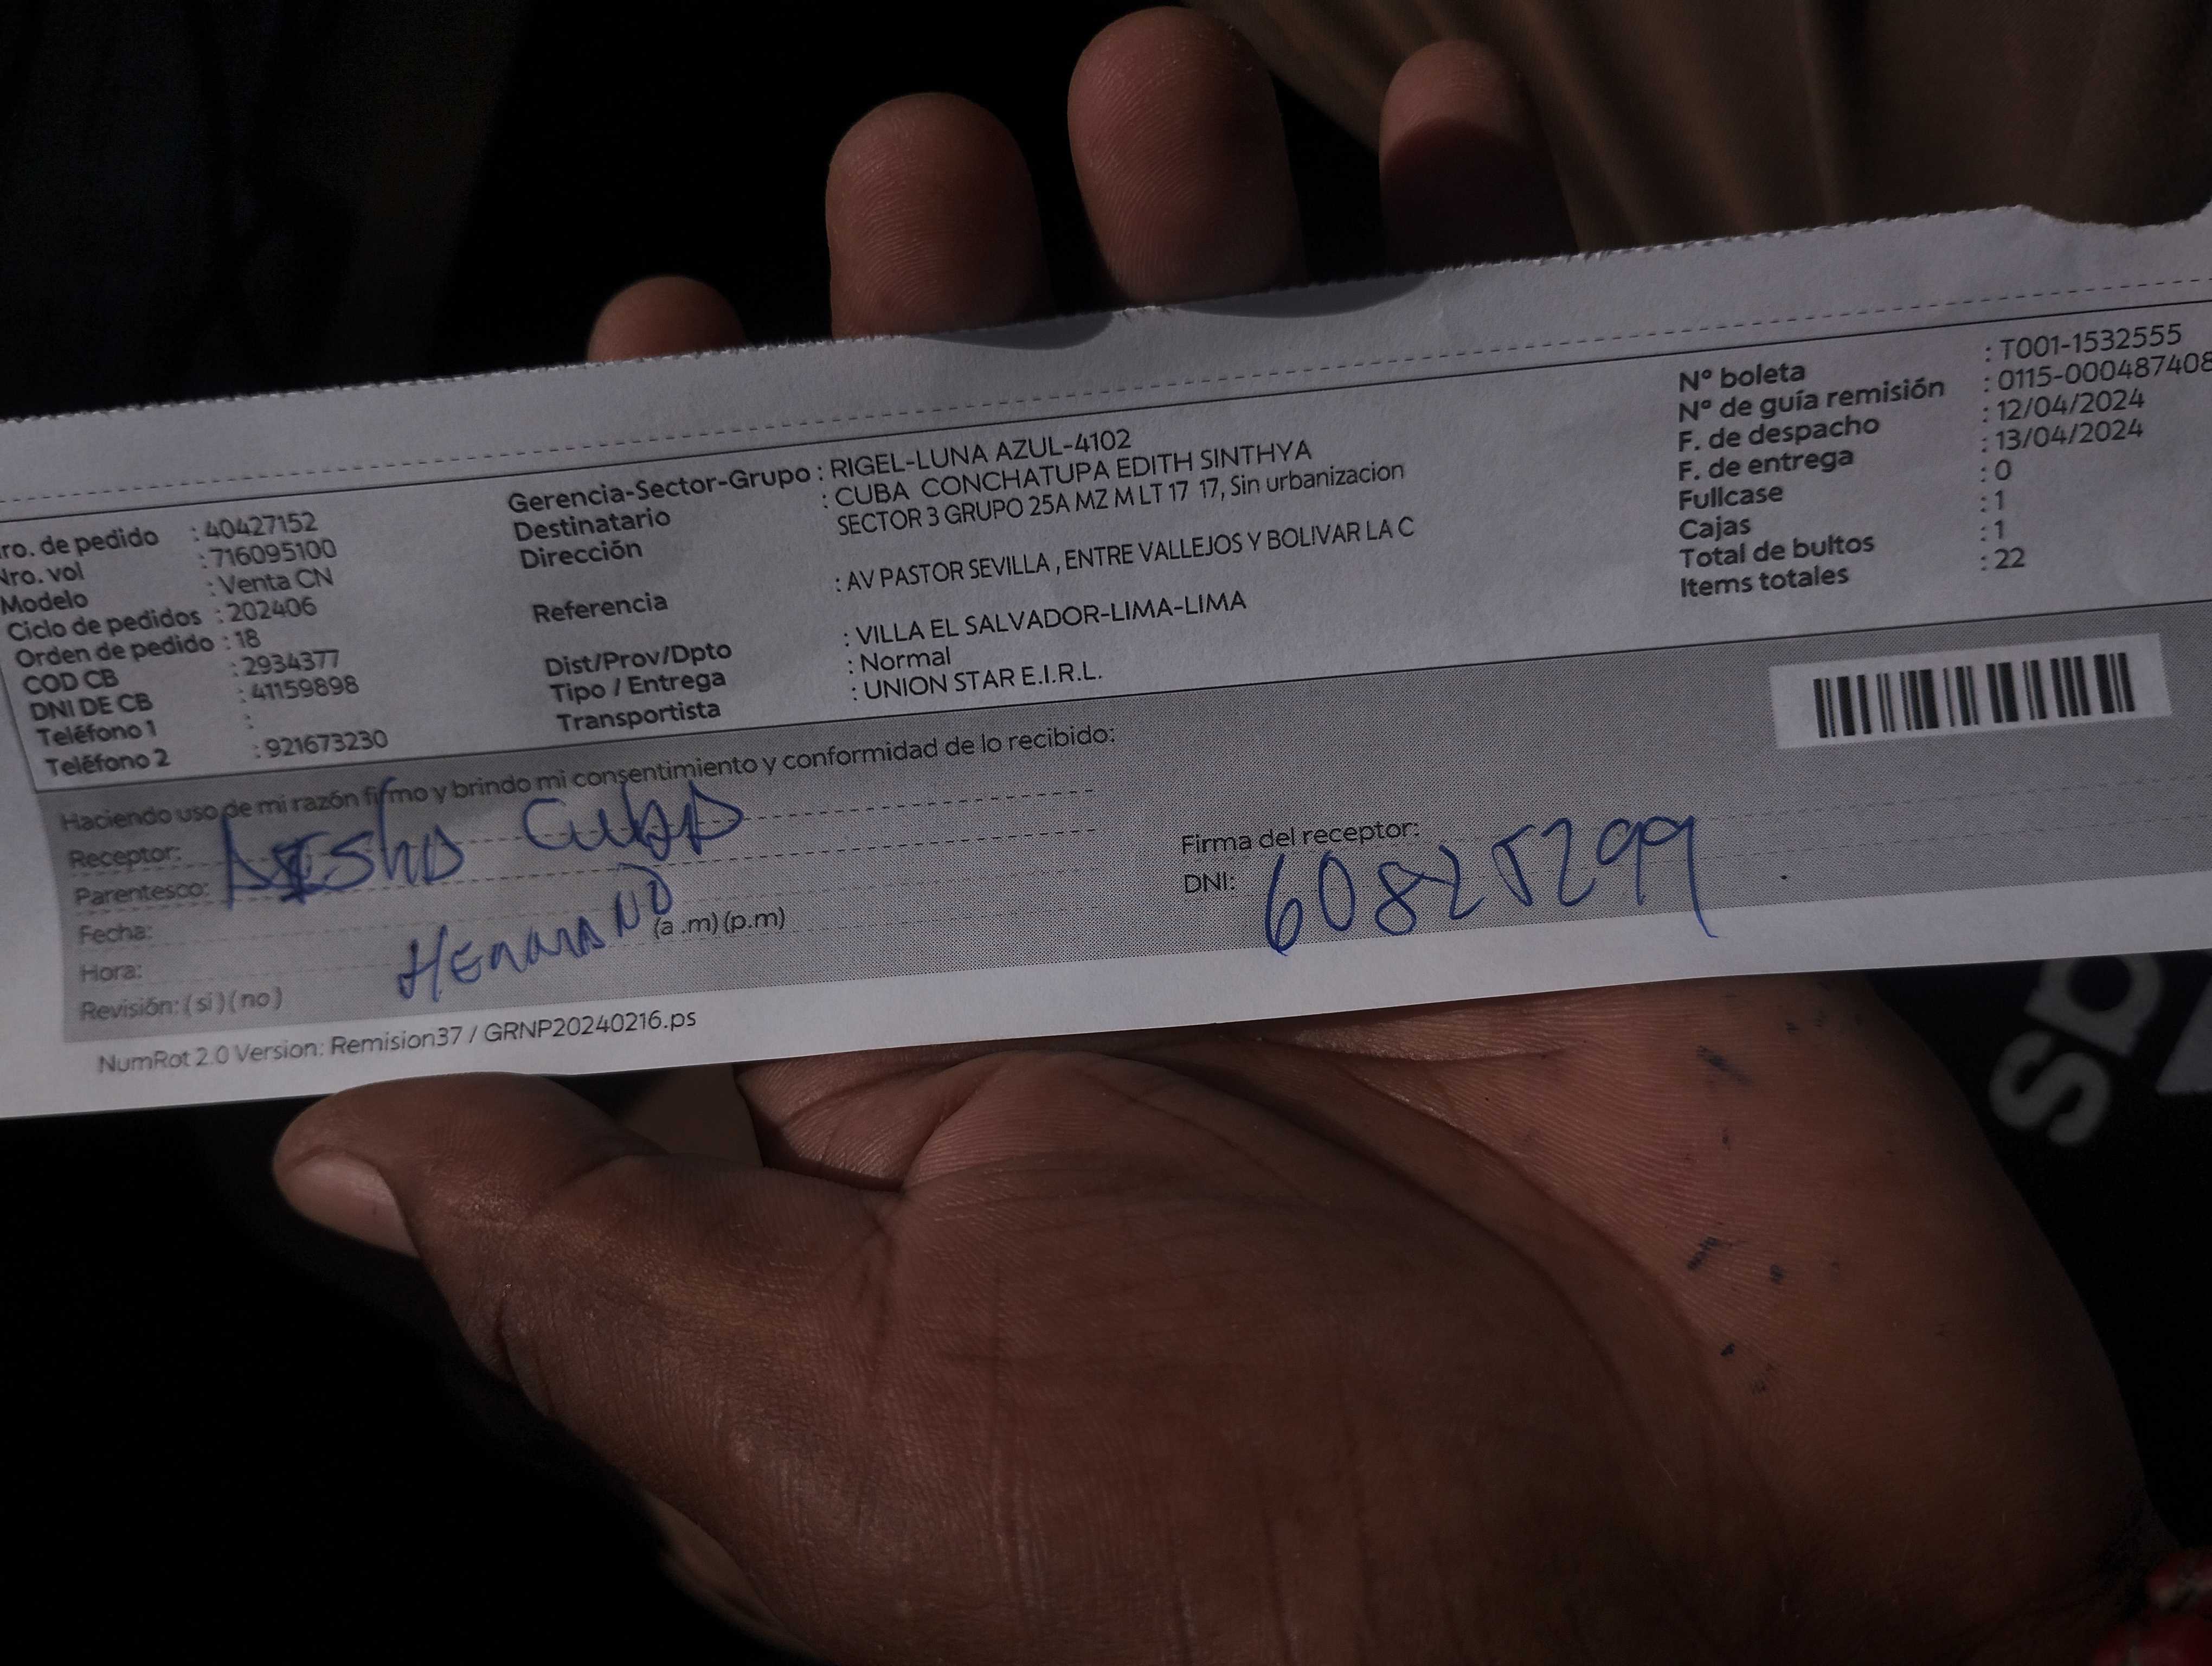 ro. de pedido : 40427152
Nro. vol : 716095100
Modelo : Venta CN
Ciclo de pedidos : 202406
Orden de pedido : 18
COD CB : 2934377
DNI DE CB : 41159898
Teléfono 1 :
Teléfono 2 : 921673230
Gerencia-Sector-Grupo : RIGEL-LUNA AZUL-4102
Destinatario : CUBA CONCHATUPA EDITH SINTHYA
Dirección SECTOR 3 GRUPO 25A MZ M LT 17 17, Sin urbanizacion
Referencia : AV PASTOR SEVILLA , ENTRE VALLEJOS Y BOLIVAR LA C
Dist/Prov/Dpto : VILLA EL SALVADOR-LIMA-LIMA
Tipo / Entrega : Normal
Transportista : UNION STAR E.I.R.L.
Nº boleta : T001-1532555
Nº de guía remisión : 0115-000487408
F. de despacho : 12/04/2024
F. de entrega : 13/04/2024
Fullcase : 0
Cajas : 1
Total de bultos : 1
Items totales : 22
Haciendo uso de mi razón firmo y brindo mi consentimiento y conformidad de lo recibido:
Receptor: Cuba
Parentesco:
Fecha:
HERMANO
Hora: (a .m) (p.m)
Revisión: ( si ) ( no )
Firma del receptor:
DNI: 60825299
NumRot 2.0 Version: Remision37 / GRNP20240216.ps